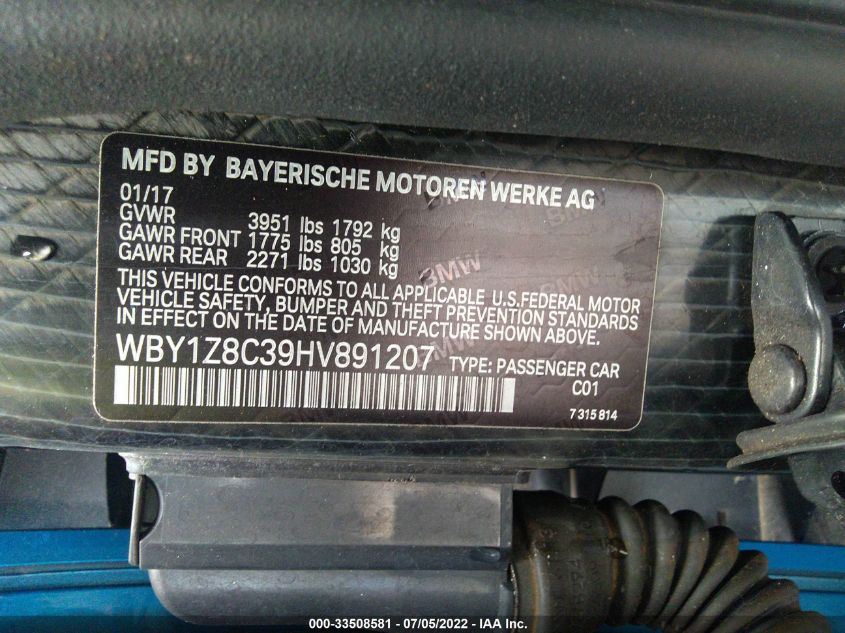 MFD BY BAYERISCHE MOTOREN WERKE AG
01/17
GVWR 3951 lbs 1792 kg
GAWR FRONT 1775 lbs 805 kg
GAWR REAR 2271 lbs 1030 kg
THIS VEHICLE CONFORMS TO ALL APPLICABLE U.S.FEDERAL MOTOR
VEHICLE SAFETY, BUMPER AND THEFT PREVENTION STANDARDS
IN EFFECT ON THE DATE OF MANUFACTURE SHOWN ABOVE.
WBY1Z8C39HV891207 TYPE: PASSENGER CAR
C01
7 315 814
BMW
BMW
BMW
000-33508581 - 07/05/2022 - IAA Inc.